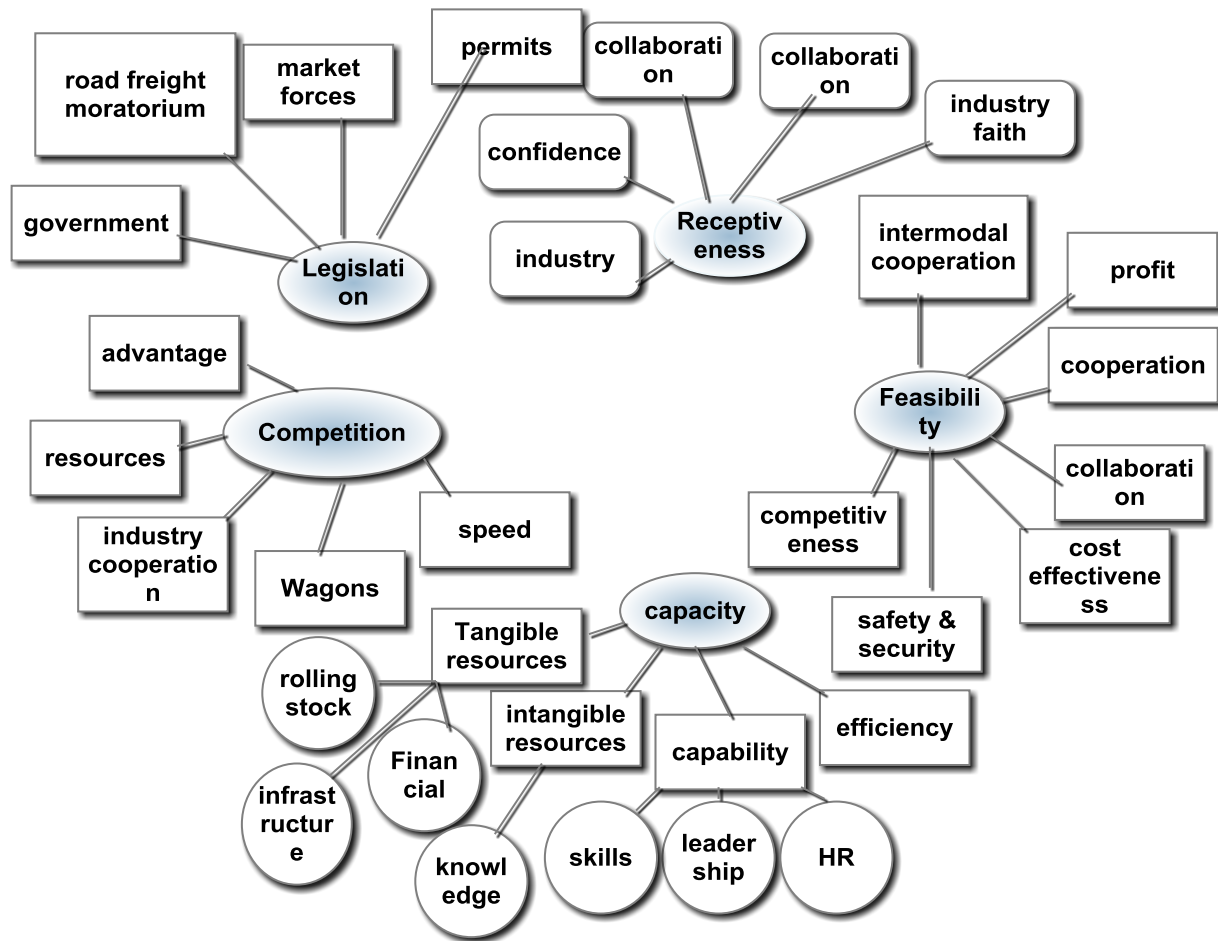 road freight
moratorium
market
forces
permits
collaborati
on
collaborati
on
industry
faith
confidence
government
Receptiv
eness
industry
Legislati
on
intermodal
cooperation
profit
advantage
cooperation
Competition
Feasibili
ty
resources
collaborati
on
industry
cooperatio
n
speed
competitiv
eness
Wagons
cost
effectivene
ss
capacity
safety &
security
Tangible
resources
rolling
stock
intangible
resources
efficiency
capability
Finan
cial
infrast
ructur
e
knowl
edge
skills
leader
ship
HR